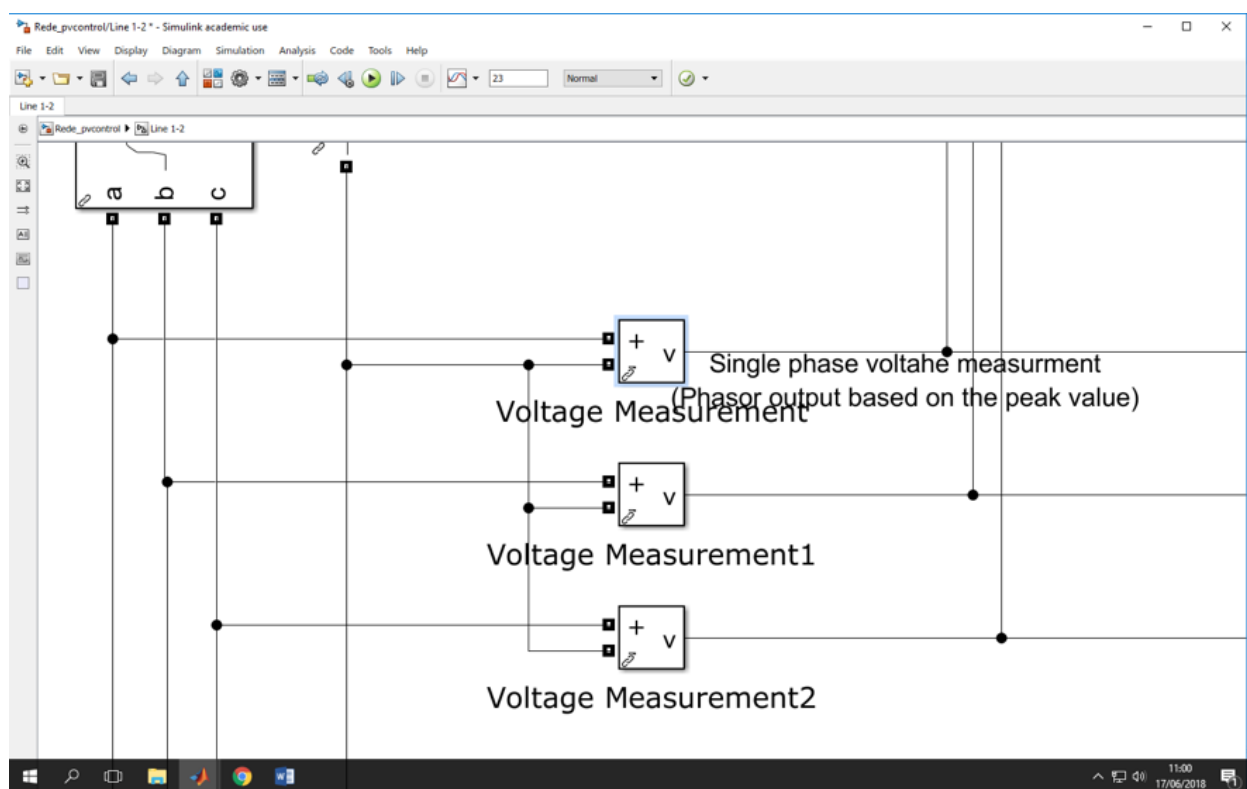 Rede_pvcontrol/Line 1-2 * - Simulink academic use
File Edit View Display Diagram Simulation Analysis Code Tools Help
23 Normal
Line 1-2
Rede_pvcontrol Line 1-2
a b c
+ v
Single phase voltahe measurment
(Phasor output based on the peak value)
Voltage Measurement
+ v
Voltage Measurement1
+ v
Voltage Measurement2
11:00
17/06/2018